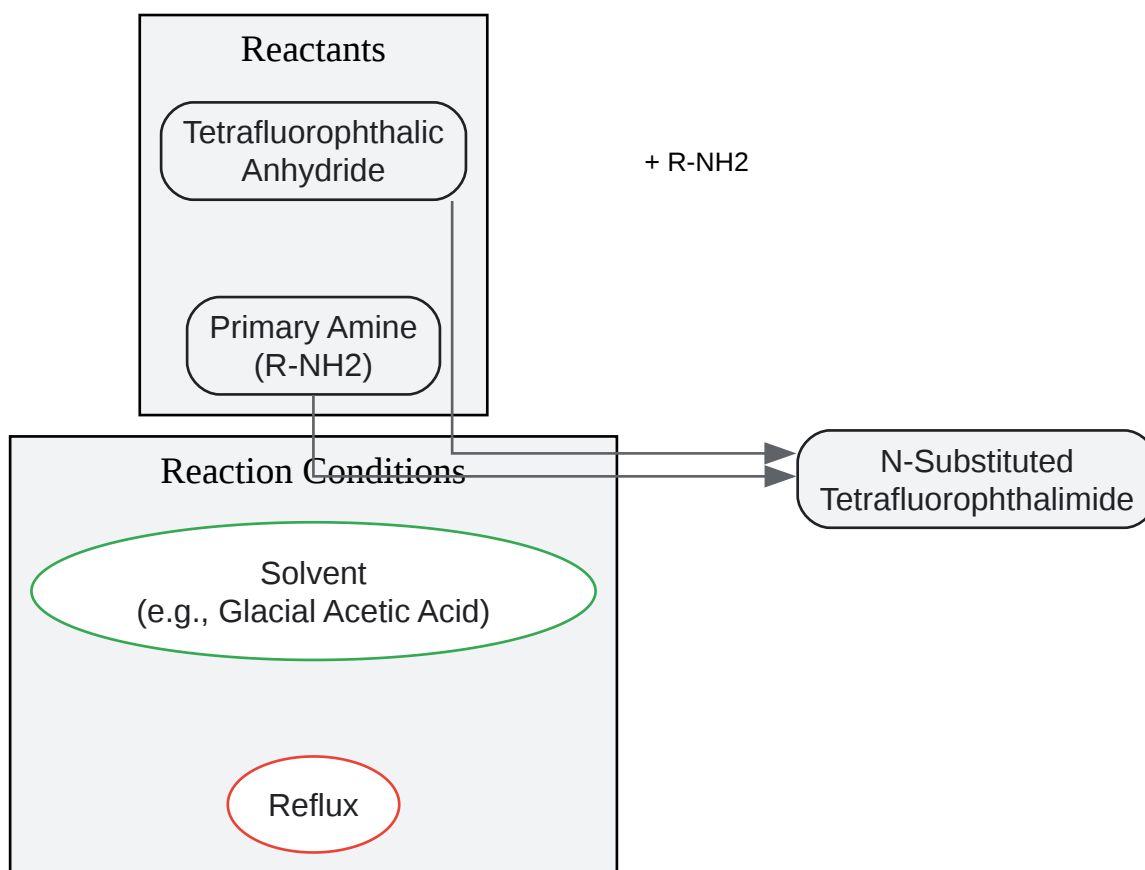 Reactants
Tetrafluorophthalic
Anhydride
+ R-NH2
Primary Amine
(R-NH2)
Reaction Conditions
N-Substituted
Tetrafluorophthalimide
Solvent
(e.g., Glacial Acetic Acid)
Reflux